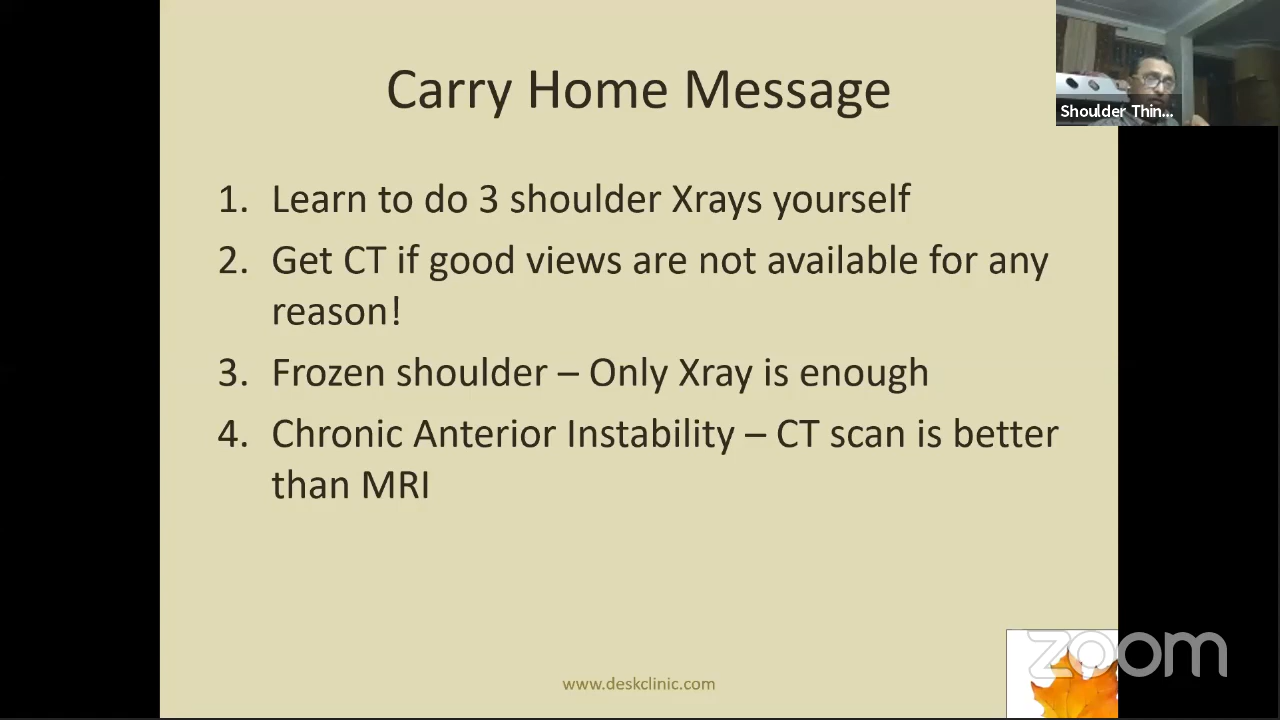 Carry Home Message
Shoulder Thin...
1. Learn to do 3 shoulder Xrays yourself
2. Get CT if good views are not available for any
reason!
3. Frozen shoulder – Only Xray is enough
4. Chronic Anterior Instability – CT scan is better
than MRI
zoom
www.deskclinic.com